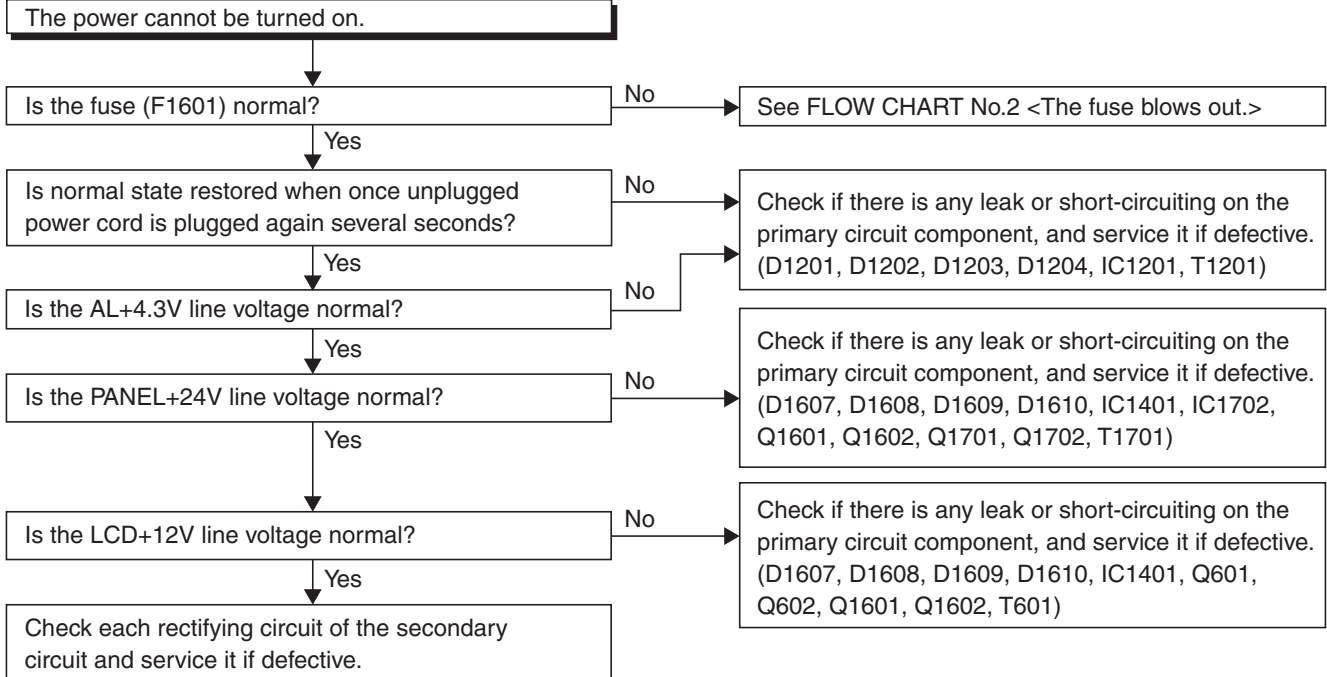 The power cannot be turned on.
Is the fuse (F1601) normal?
No
See FLOW CHART No.2 <The fuse blows out.>
Yes
Is normal state restored when once unplugged
power cord is plugged again several seconds?
No
Check if there is any leak or short-circuiting on the
primary circuit component, and service it if defective.
(D1201, D1202, D1203, D1204, IC1201, T1201)
Yes
Is the AL+4.3V line voltage normal?
No
Yes
Is the PANEL+24V line voltage normal?
No
Check if there is any leak or short-circuiting on the
primary circuit component, and service it if defective.
(D1607, D1608, D1609, D1610, IC1401, IC1702,
Q1601, Q1602, Q1701, Q1702, T1701)
Yes
Is the LCD+12V line voltage normal?
No
Check if there is any leak or short-circuiting on the
primary circuit component, and service it if defective.
(D1607, D1608, D1609, D1610, IC1401, Q601,
Q602, Q1601, Q1602, T601)
Yes
Check each rectifying circuit of the secondary
circuit and service it if defective.